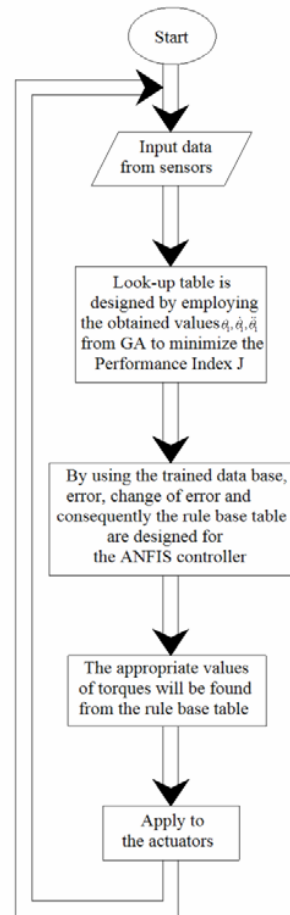 Start
Input data
from sensors
Look-up table is
designed by employing
the obtained values θ₁, θ̇₁, θ̈₁
from GA to minimize the
Performance Index J
By using the trained data base,
error, change of error and
consequently the rule base table
are designed for
the ANFIS controller
The appropriate values
of torques will be found
from the rule base table
Apply to
the actuators